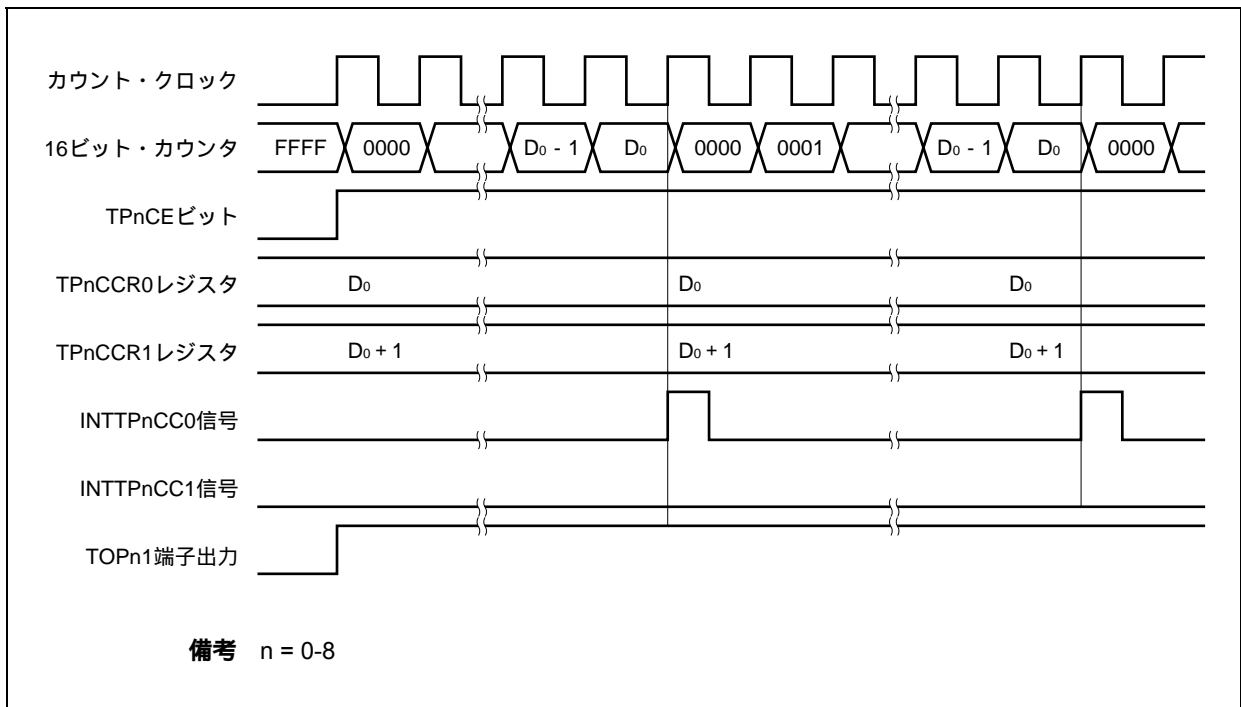 カウント・クロック
16ビット・カウンタ FFFF 0000 D0 - 1 D0 0000 0001 D0 - 1 D0 0000
TPnCEビット
TPnCCR0レジスタ D0 D0 D0
TPnCCR1レジスタ D0 + 1 D0 + 1 D0 + 1
INTTPnCC0信号
INTTPnCC1信号
TOPn1端子出力
備考 n = 0-8